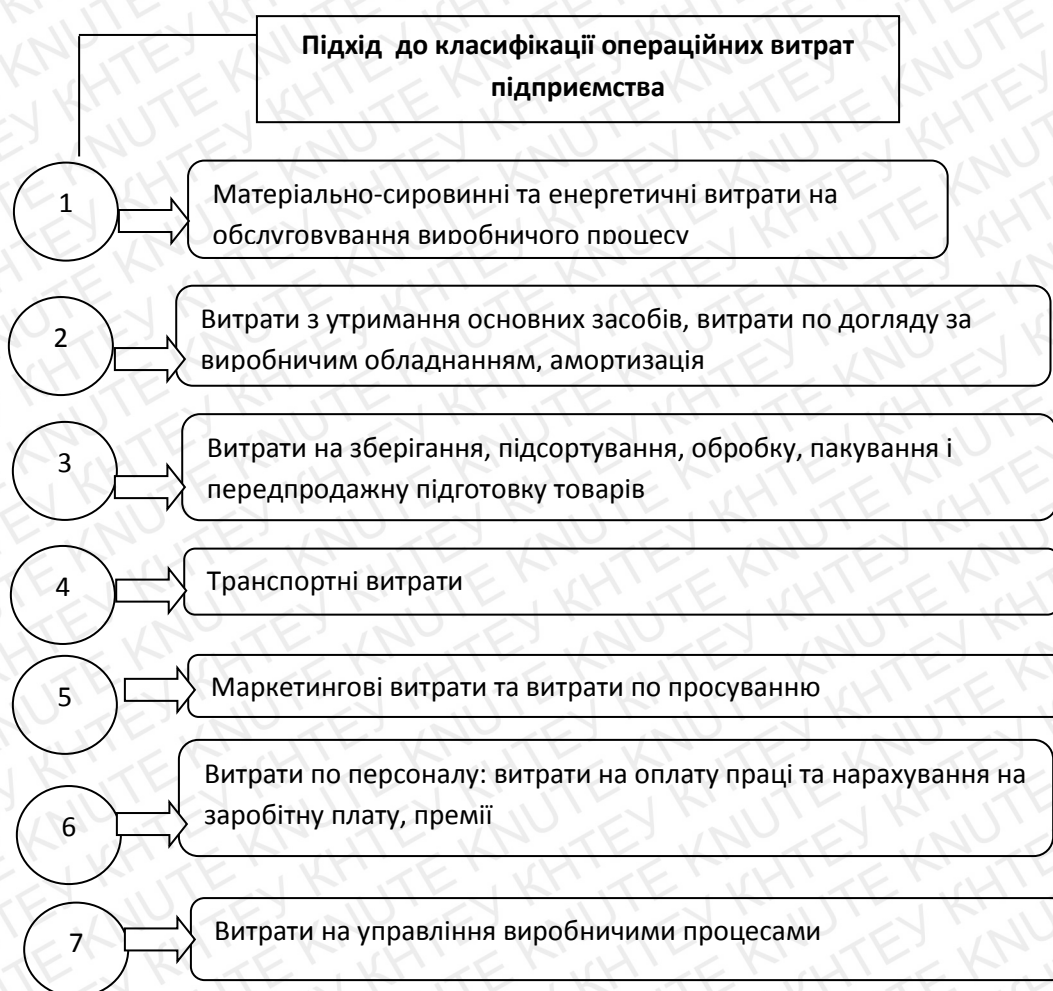 Підхід до класифікації операційних витрат
підприємства
1
Матеріально-сировинні та енергетичні витрати на
обслуговування виробничого процесу
2
Витрати з утримання основних засобів, витрати по догляду за
виробничим обладнанням, амортизація
3
Витрати на зберігання, підсортування, обробку, пакування і
передпродажну підготовку товарів
4
Транспортні витрати
5
Маркетингові витрати та витрати по просуванню
6
Витрати по персоналу: витрати на оплату праці та нарахування на
заробітну плату, премії
7
Витрати на управління виробничими процесами